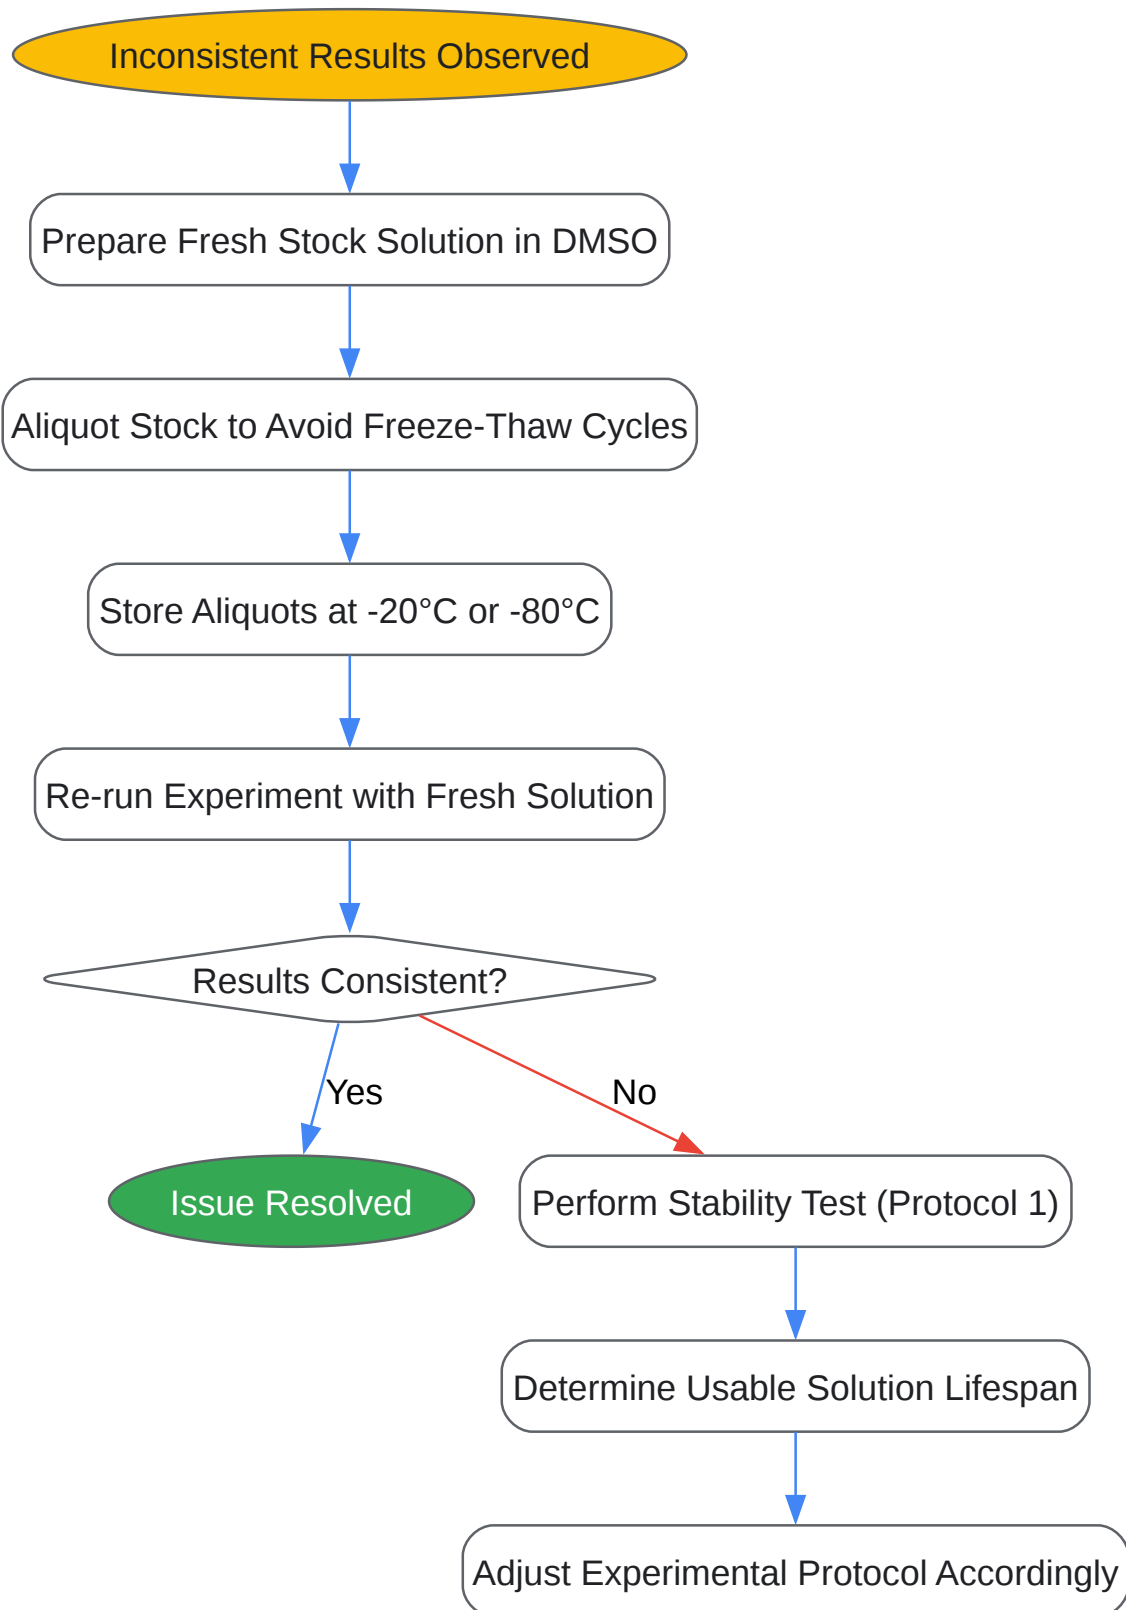 Inconsistent Results Observed
Prepare Fresh Stock Solution in DMSO
Aliquot Stock to Avoid Freeze-Thaw Cycles
Store Aliquots at -20°C or -80°C
Re-run Experiment with Fresh Solution
Results Consistent?
Yes
No
Issue Resolved
Perform Stability Test (Protocol 1)
Determine Usable Solution Lifespan
Adjust Experimental Protocol Accordingly